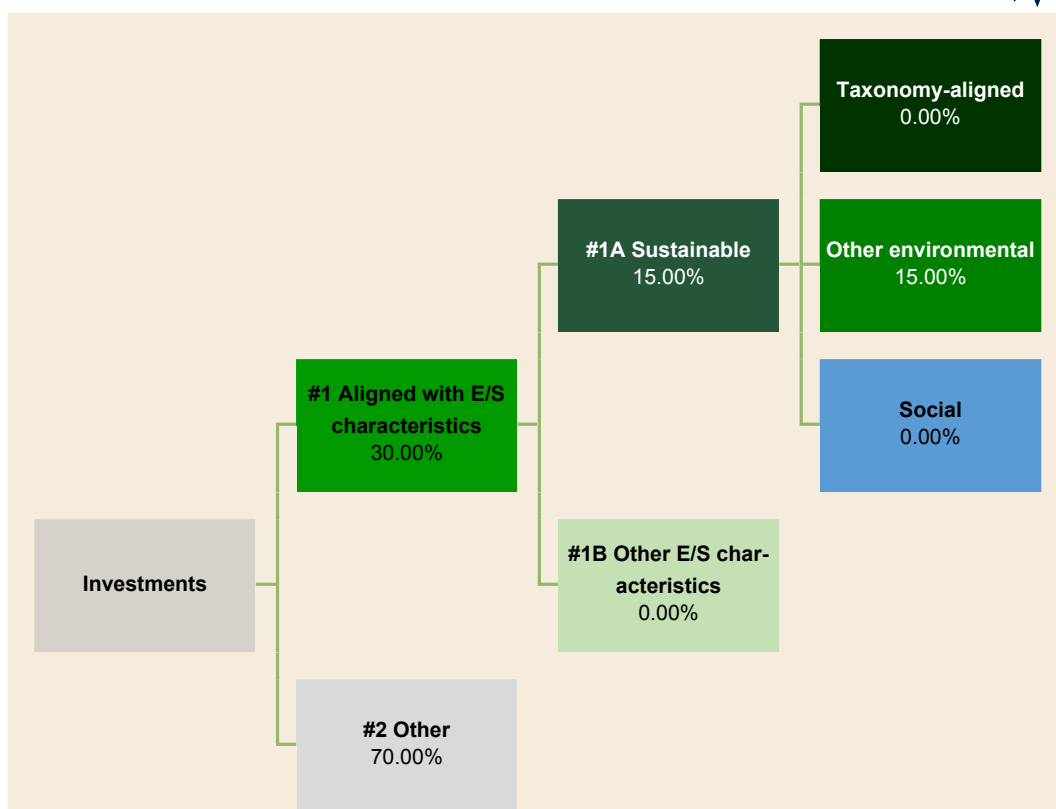 Taxonomy-aligned
0.00%
#1A Sustainable
15.00%
Other environmental
15.00%
#1 Aligned with E/S
characteristics
30.00%
Social
0.00%
Investments
#1B Other E/S char-
acteristics
0.00%
#2 Other
70.00%